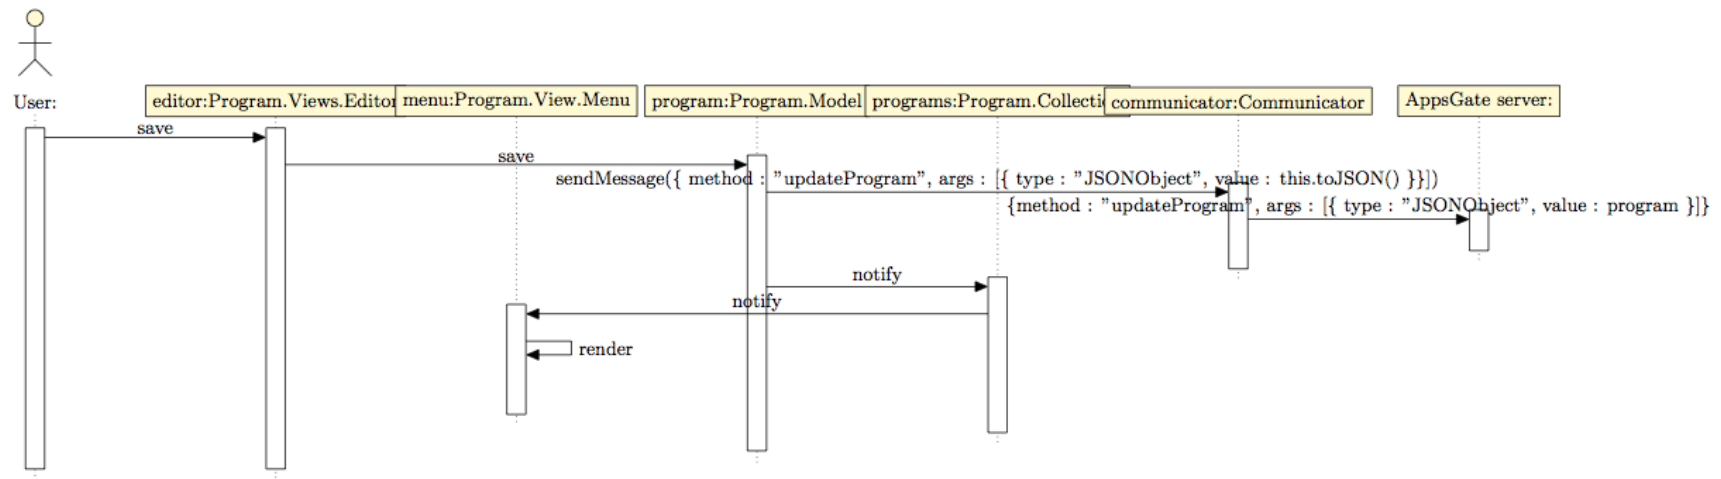 User:
editor:Program.Views.Editor
menu:Program.View.Menu
program:Program.Model
programs:Program.Collecti
communicator:Communicator
AppsGate server:
save
save
sendMessage({ method : "updateProgram", args : [{ type : "JSONObject", value : this.toJSON() }}])
{method : "updateProgram", args : [{ type : "JSONObject", value : program }]}
notify
notify
render